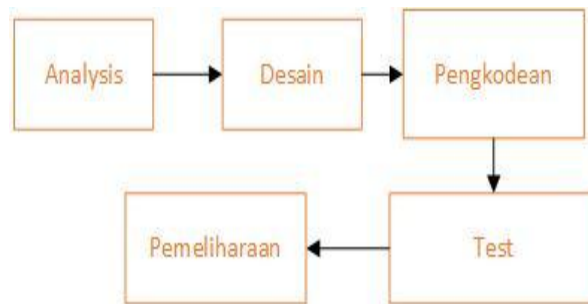 Analysis
Desain
Pengkodean
Test
Pemeliharaan